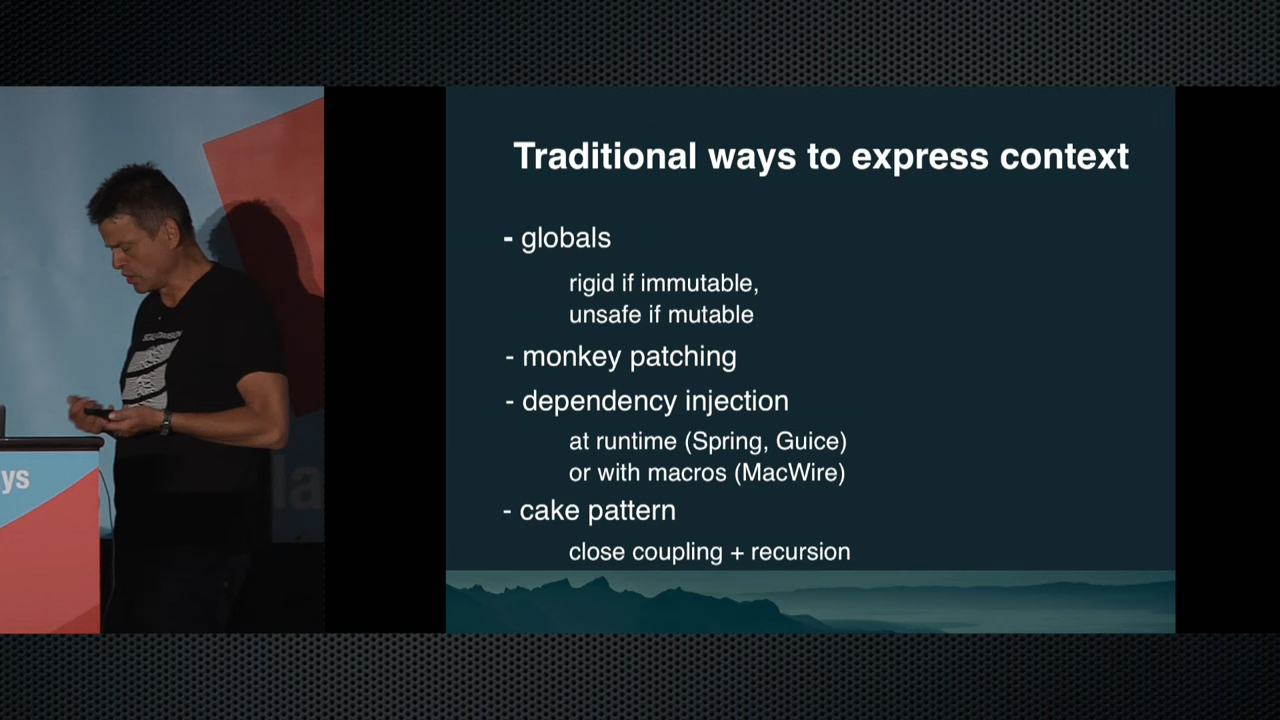 Traditional ways to express context
- globals
rigid if immutable,
unsafe if mutable
- monkey patching
- dependency injection
at runtime (Spring, Guice)
or with macros (MacWire)
- cake pattern
close coupling + recursion
ys
la